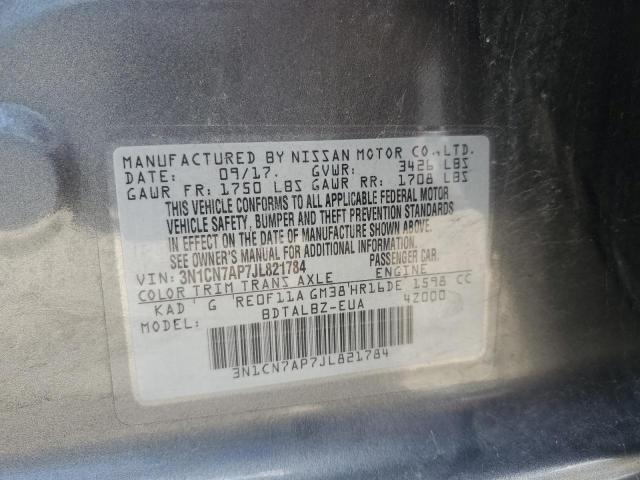 MANUFACTURED BY NISSAN MOTOR CO., LTD.
DATE: 09/17. GVWR: 3426 LBS
GAWR FR: 1750 LBS GAWR RR: 1708 LBS
THIS VEHICLE CONFORMS TO ALL APPLICABLE FEDERAL MOTOR
VEHICLE SAFETY, BUMPER AND THEFT PREVENTION STANDARDS
IN EFFECT ON THE DATE OF MANUFACTURE SHOWN ABOVE.
SEE OWNER'S MANUAL FOR ADDITIONAL INFORMATION.
VIN: 3N1CN7AP7JL821784 PASSENGER CAR.
COLOR TRIM TRANS AXLE ENGINE
KAD G RE0F11A GM38 HR16DE 1598 CC
MODEL: BDTALBZ-EUA 42000
3N1CN7AP7JL821784